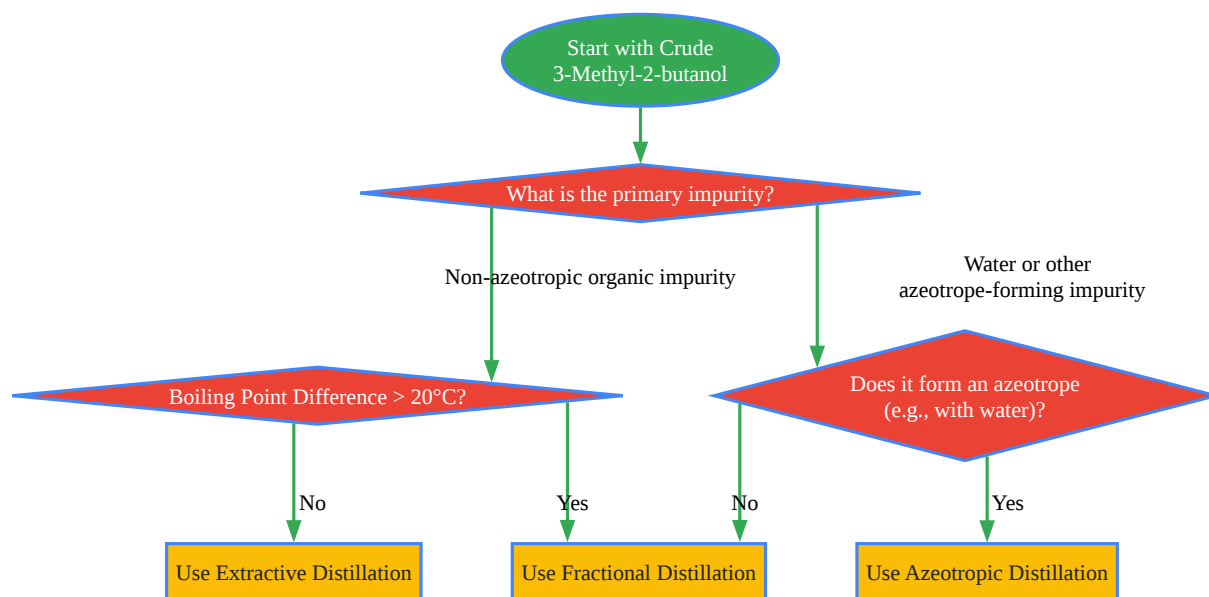 Start with Crude
3-Methyl-2-butanol
What is the primary impurity?
Non-azeotropic organic impurity
Water or other
azeotrope-forming impurity
Boiling Point Difference > 20°C?
Does it form an azeotrope
(e.g., with water)?
No
Yes
No
Yes
Use Extractive Distillation
Use Fractional Distillation
Use Azeotropic Distillation